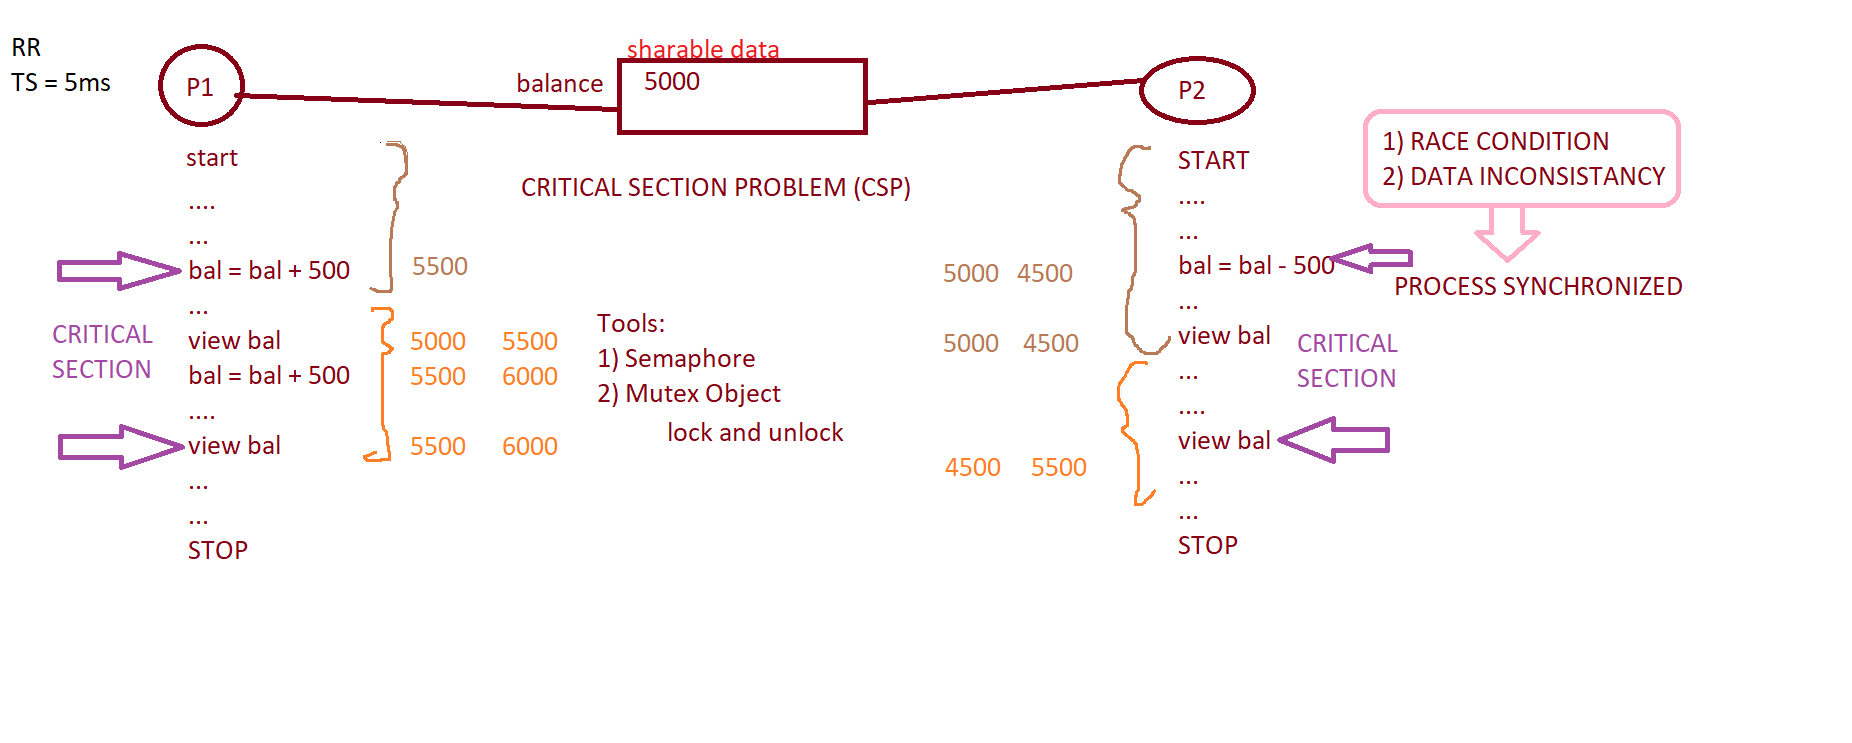 RR
TS = 5ms
P1
sharable data
balance
5000
P2
start
....
...
bal = bal + 500
...
view bal
bal = bal + 500
....
view bal
...
...
STOP
CRITICAL
SECTION
5500
5000 5500
5500 6000
5500 6000
CRITICAL SECTION PROBLEM (CSP)
Tools:
1) Semaphore
2) Mutex Object
lock and unlock
5000 4500
5000 4500
4500 5500
START
....
...
bal = bal - 500
...
view bal
...
....
view bal
...
...
STOP
CRITICAL
SECTION
1) RACE CONDITION
2) DATA INCONSISTANCY
PROCESS SYNCHRONIZED